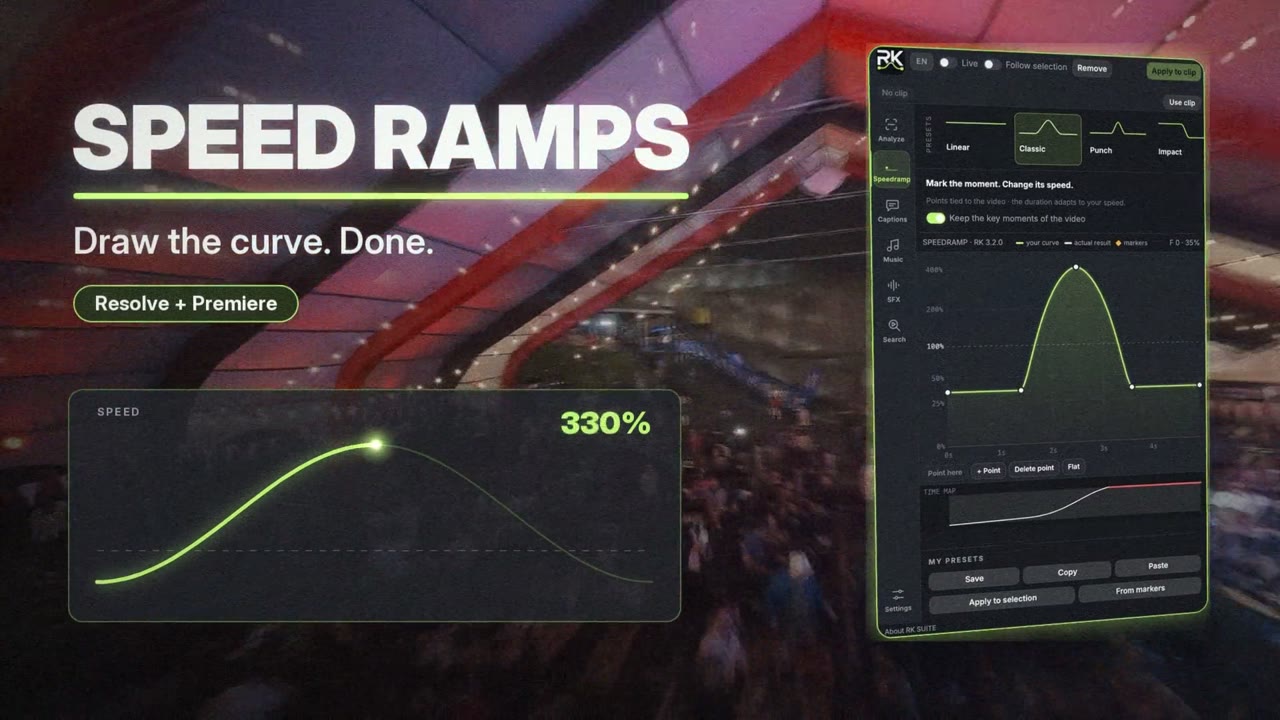 SPEED RAMPS
Draw the curve. Done.
Resolve + Premiere
SPEED
330%
RK
EN
Live
Follow selection
Remove
Apply to clip
No clip
Use clip
Analyze
Speedramp
Captions
Music
SFX
Search
Settings
PRESETS
Linear
Classic
Punch
Impact
Mark the moment. Change its speed.
Points tied to the video · the duration adapts to your speed.
Keep the key moments of the video
SPEEDRAMP · RK 3.2.0
your curve
actual result
markers
F 0 · 35%
400%
200%
100%
50%
25%
0%
0s 1s 2s 3s 4s
Point here
+ Point
Delete point
Flat
TIME MAP
MY PRESETS
Save
Copy
Paste
Apply to selection
From markers
About RK SUITE